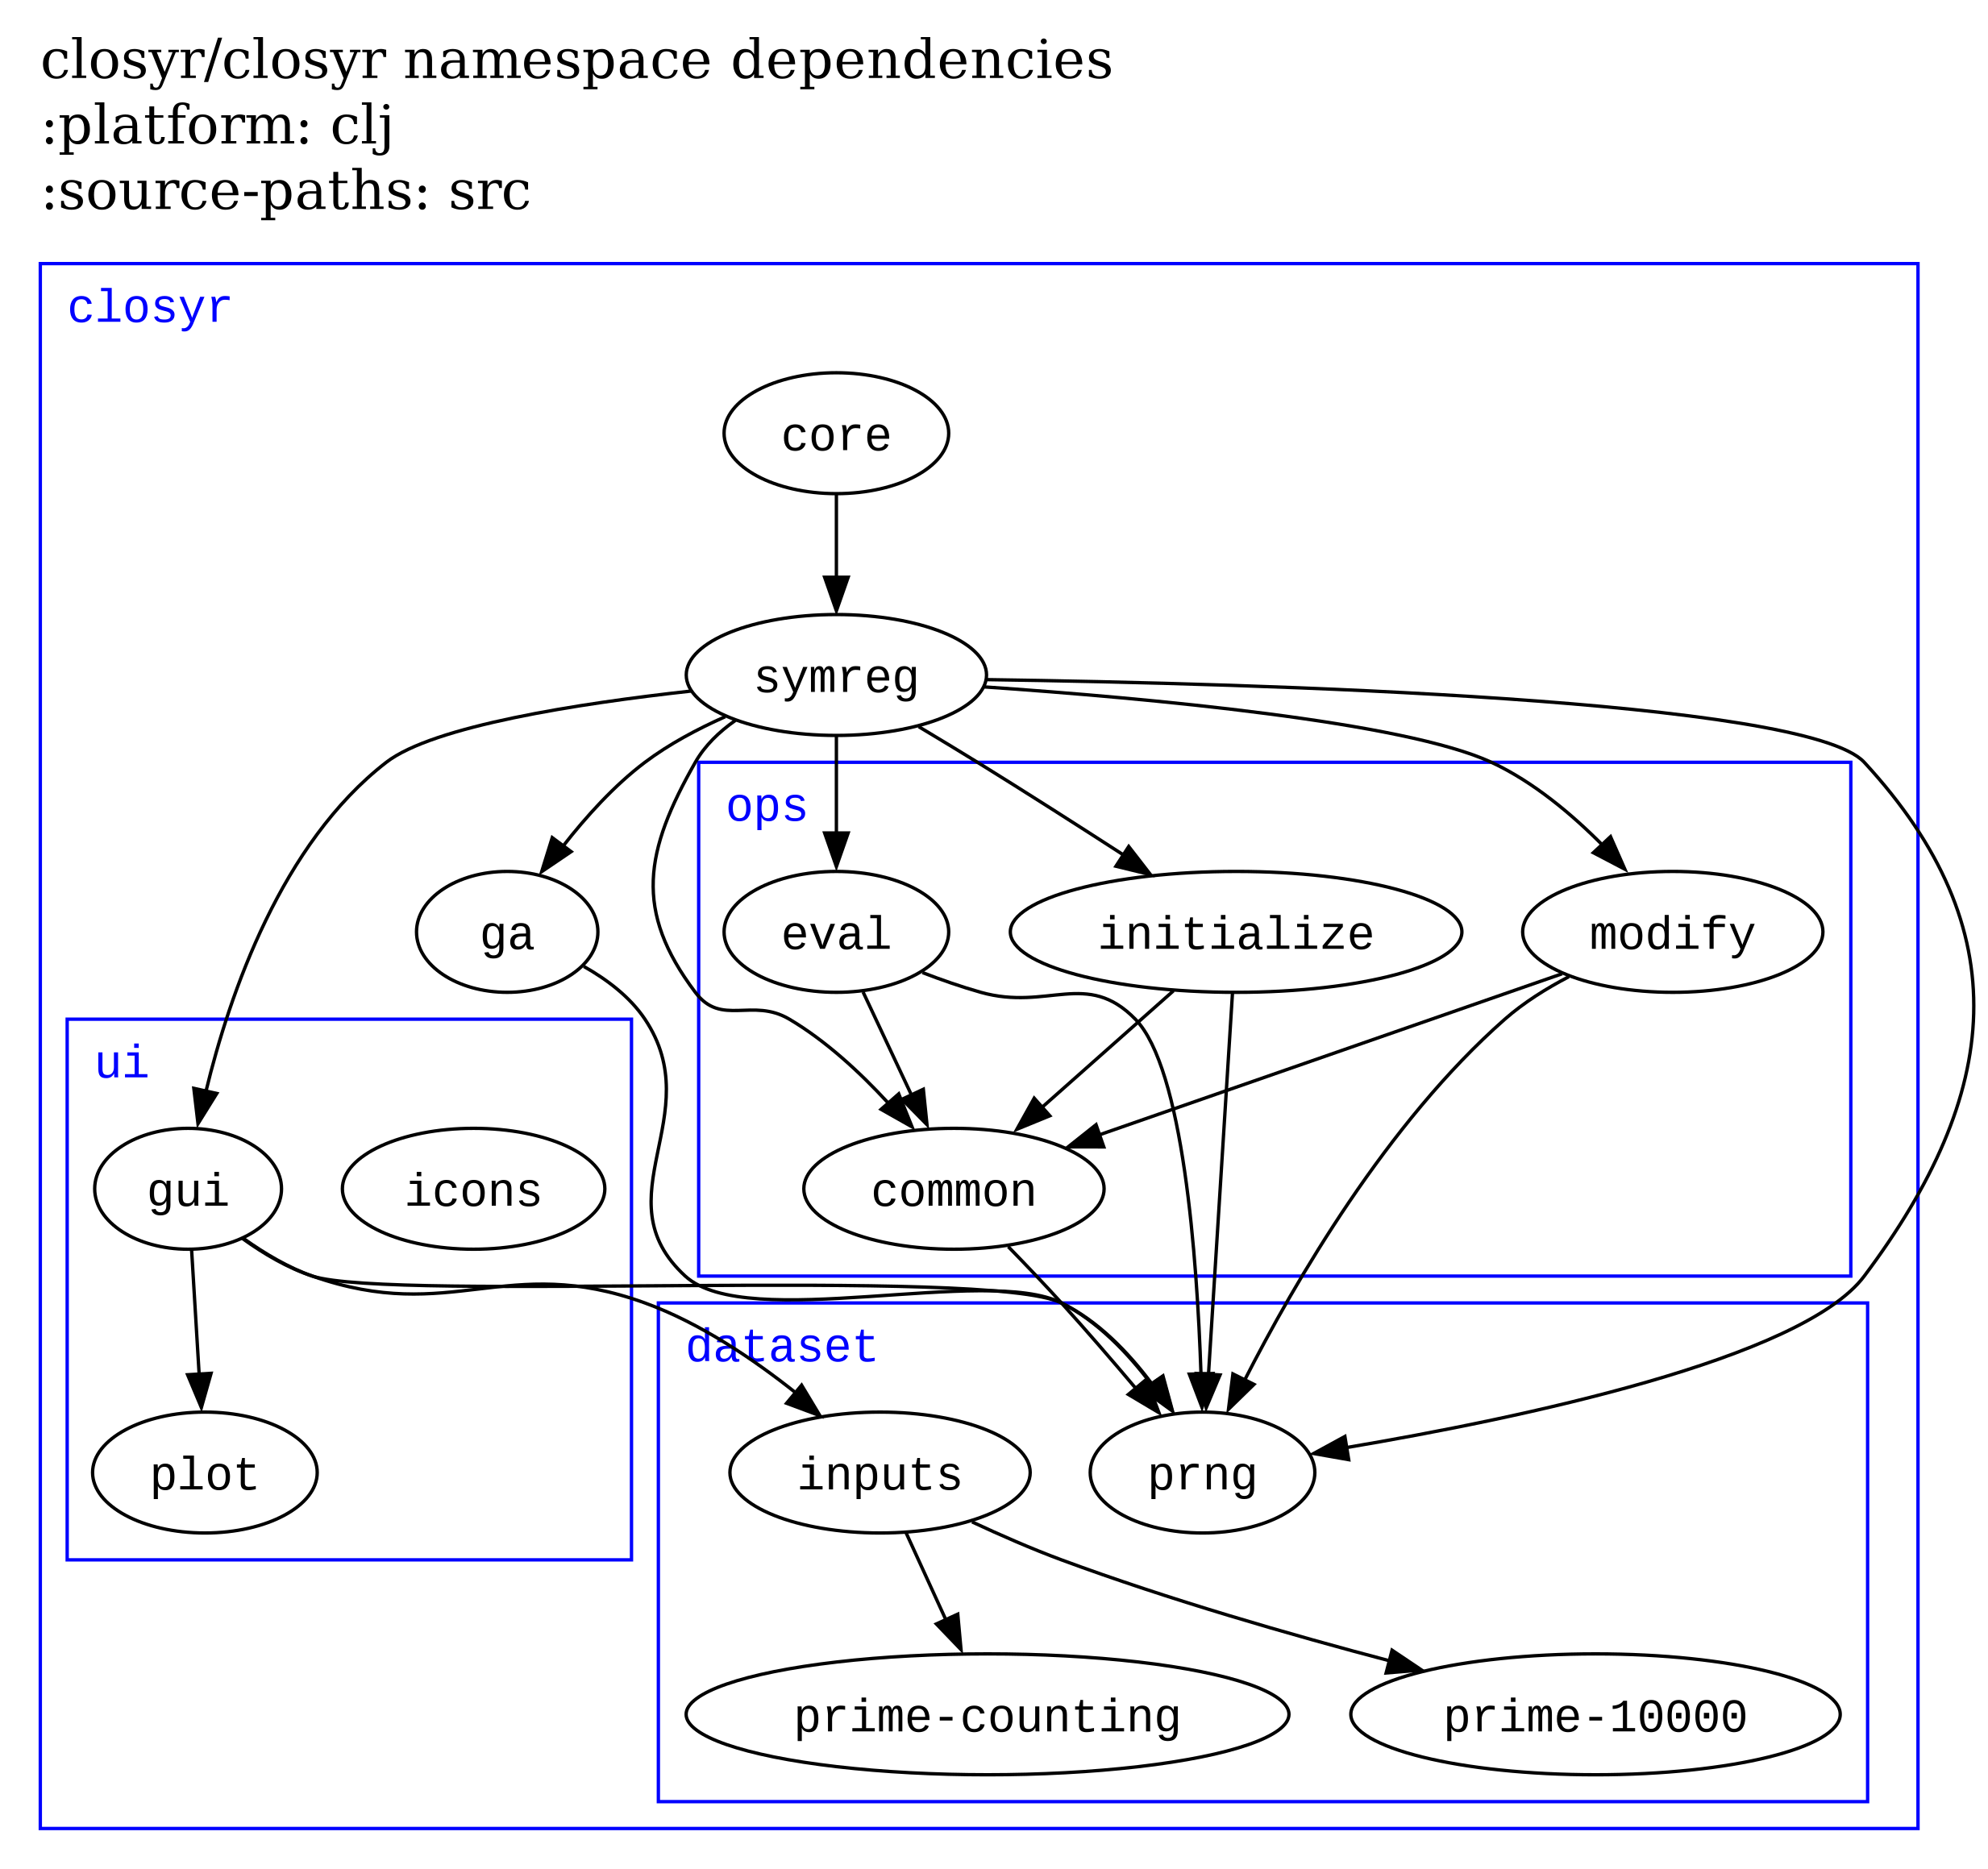 closyr/closyr namespace dependencies
:platform: clj
:source-paths: src
closyr
core
symreg
ops
ga
eval
initialize
modify
ui
gui
icons
common
dataset
plot
inputs
prng
prime-counting
prime-10000